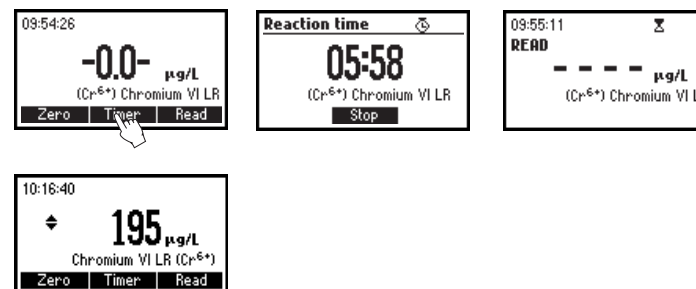 09:54:26
-0.0- µg/L
(Cr⁶⁺) Chromium VI LR
Zero Timer Read
Reaction time
05:58
(Cr⁶⁺) Chromium VI LR
Stop
09:55:11
READ
---- µg/L
(Cr⁶⁺) Chromium VI L
10:16:40
195 µg/L
Chromium VI LR (Cr⁶⁺)
Zero Timer Read